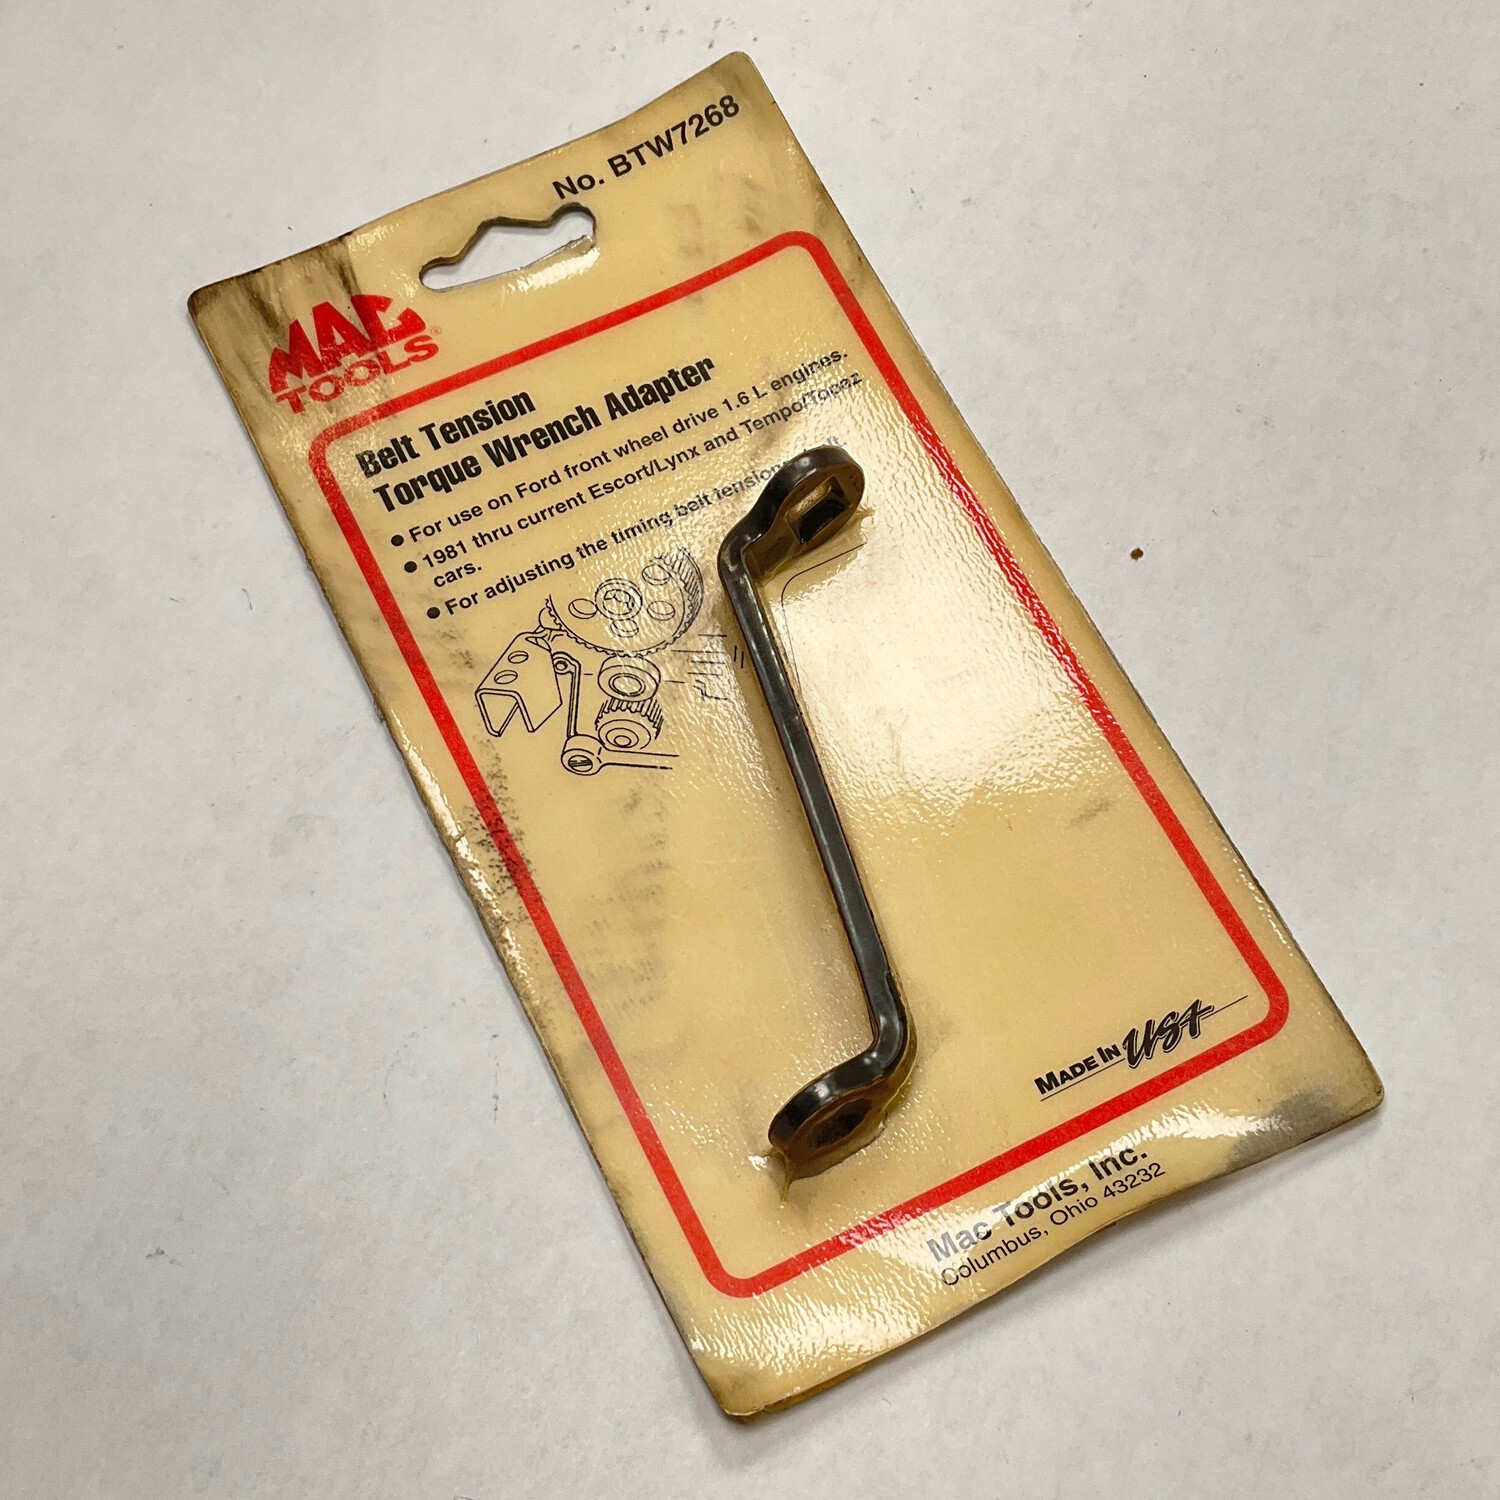 No. BTW7268
MAC
TOOLS®
Belt Tension
Torque Wrench Adapter
● For use on Ford front wheel drive 1.6 L engines.
● 1981 thru current Escort/Lynx and Tempo/Topaz
cars.
● For adjusting the timing belt tension
MADE IN USA
Mac Tools, Inc.
Columbus, Ohio 43232